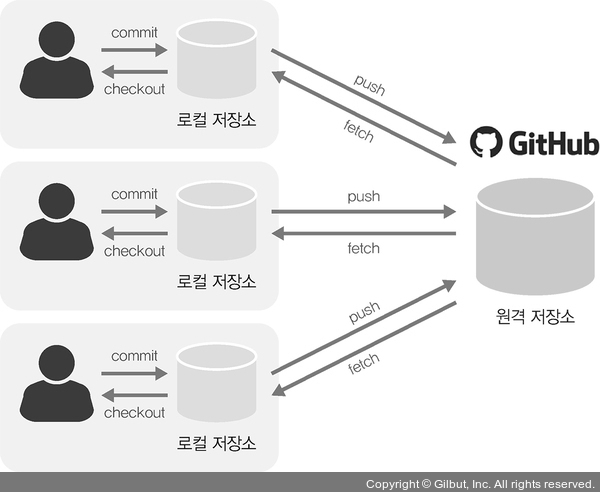 commit
checkout
로컬 저장소
push
fetch
GitHub
commit
checkout
로컬 저장소
push
fetch
원격 저장소
commit
checkout
로컬 저장소
push
fetch
Copyright © Gilbut, Inc. All rights reserved.